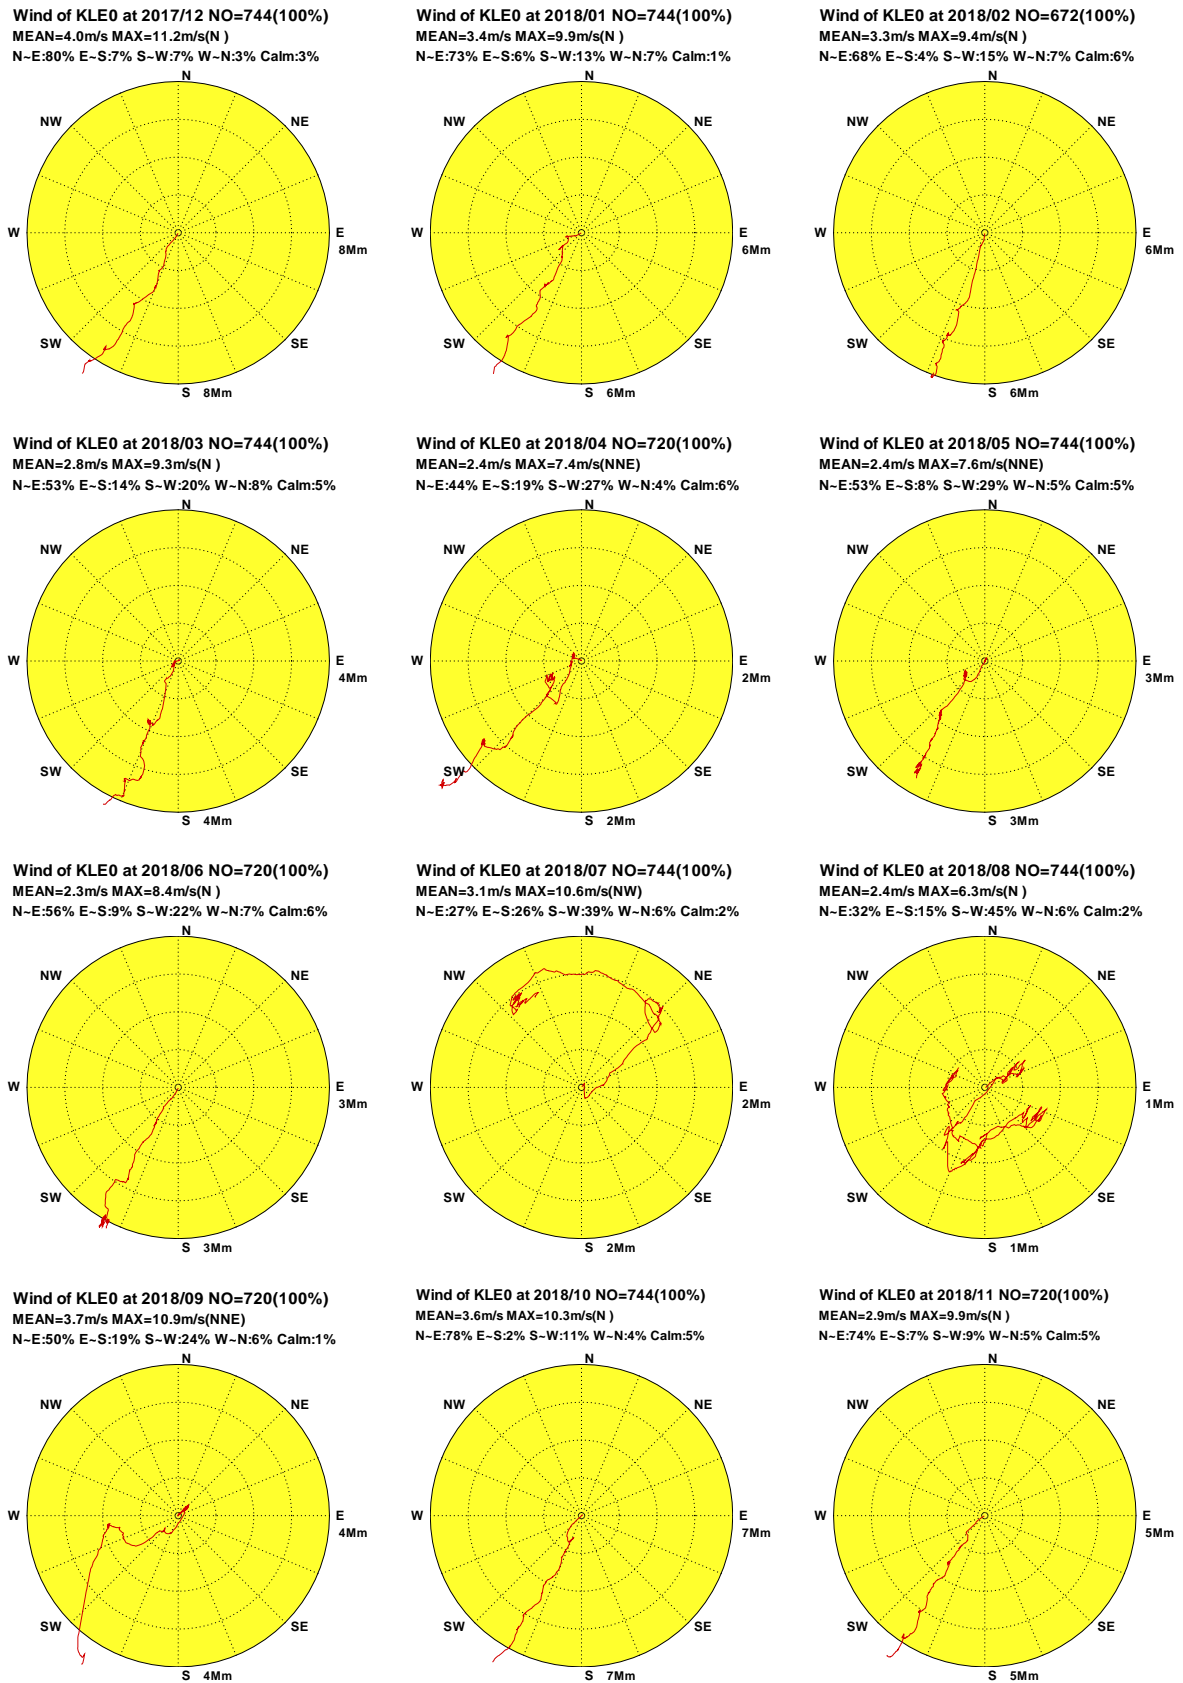 Wind of KLE0 at 2017/12 NO=744(100%)
MEAN=4.0m/s MAX=11.2m/s(N )
N~E:80% E~S:7% S~W:7% W~N:3% Calm:3%
N
NW
NE
W
E
8Mm
SW
SE
S 8Mm
Wind of KLE0 at 2018/01 NO=744(100%)
MEAN=3.4m/s MAX=9.9m/s(N )
N~E:73% E~S:6% S~W:13% W~N:7% Calm:1%
N
NW
NE
W
E
6Mm
SW
SE
S 6Mm
Wind of KLE0 at 2018/02 NO=672(100%)
MEAN=3.3m/s MAX=9.4m/s(N )
N~E:68% E~S:4% S~W:15% W~N:7% Calm:6%
N
NW
NE
W
E
6Mm
SW
SE
S 6Mm
Wind of KLE0 at 2018/03 NO=744(100%)
MEAN=2.8m/s MAX=9.3m/s(N )
N~E:53% E~S:14% S~W:20% W~N:8% Calm:5%
N
NW
NE
W
E
4Mm
SW
SE
S 4Mm
Wind of KLE0 at 2018/04 NO=720(100%)
MEAN=2.4m/s MAX=7.4m/s(NNE)
N~E:44% E~S:19% S~W:27% W~N:4% Calm:6%
N
NW
NE
W
E
2Mm
SW
SE
S 2Mm
Wind of KLE0 at 2018/05 NO=744(100%)
MEAN=2.4m/s MAX=7.6m/s(NNE)
N~E:53% E~S:8% S~W:29% W~N:5% Calm:5%
N
NW
NE
W
E
3Mm
SW
SE
S 3Mm
Wind of KLE0 at 2018/06 NO=720(100%)
MEAN=2.3m/s MAX=8.4m/s(N )
N~E:56% E~S:9% S~W:22% W~N:7% Calm:6%
N
NW
NE
W
E
3Mm
SW
SE
S 3Mm
Wind of KLE0 at 2018/07 NO=744(100%)
MEAN=3.1m/s MAX=10.6m/s(NW)
N~E:27% E~S:26% S~W:39% W~N:6% Calm:2%
N
NW
NE
W
E
2Mm
SW
SE
S 2Mm
Wind of KLE0 at 2018/08 NO=744(100%)
MEAN=2.4m/s MAX=6.3m/s(N )
N~E:32% E~S:15% S~W:45% W~N:6% Calm:2%
N
NW
NE
W
E
1Mm
SW
SE
S 1Mm
Wind of KLE0 at 2018/09 NO=720(100%)
MEAN=3.7m/s MAX=10.9m/s(NNE)
N~E:50% E~S:19% S~W:24% W~N:6% Calm:1%
N
NW
NE
W
E
4Mm
SW
SE
S 4Mm
Wind of KLE0 at 2018/10 NO=744(100%)
MEAN=3.6m/s MAX=10.3m/s(N )
N~E:78% E~S:2% S~W:11% W~N:4% Calm:5%
N
NW
NE
W
E
7Mm
SW
SE
S 7Mm
Wind of KLE0 at 2018/11 NO=720(100%)
MEAN=2.9m/s MAX=9.9m/s(N )
N~E:74% E~S:7% S~W:9% W~N:5% Calm:5%
N
NW
NE
W
E
5Mm
SW
SE
S 5Mm